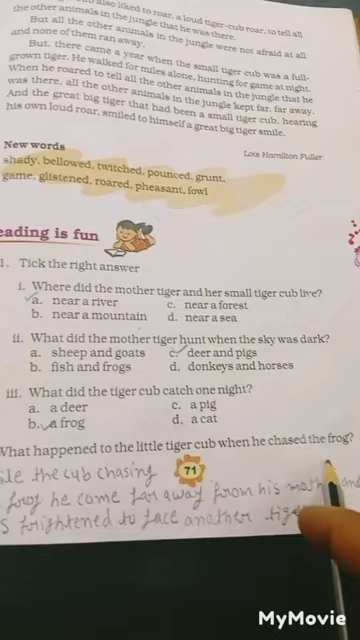 also liked to roar, a loud tiger-cub roar, to tell all
the other animals in the jungle that he was there.
But all the other animals in the jungle were not afraid at all
and none of them ran away.
But, there came a year when the small tiger cub was a full-
grown tiger. He walked for miles alone, hunting for game at night.
When he roared to tell all the other animals in the jungle that he
was there, all the other animals in the jungle kept far, far away.
And the great big tiger that had been a small tiger cub, hearing
his own loud roar, smiled to himself a great big tiger smile.
Lois Hamilton Fuller
New words
shady, bellowed, twitched, pounced, grunt,
game, glistened, roared, pheasant, fowl
eading is fun
1. Tick the right answer
i. Where did the mother tiger and her small tiger cub live?
a. near a river c. near a forest
b. near a mountain d. near a sea
ii. What did the mother tiger hunt when the sky was dark?
a. sheep and goats c. deer and pigs
b. fish and frogs d. donkeys and horses
iii. What did the tiger cub catch one night?
a. a deer c. a pig
b. a frog d. a cat
What happened to the little tiger cub when he chased the frog?
ile the cub chasing
71
frog he come far away from his moth and
s frightened to face another tige
MyMovie